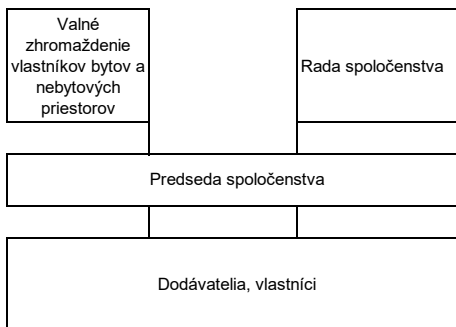 Valné
zhromaždenie
vlastníkov bytov a
nebytových
priestorov
Rada spoločenstva
Predseda spoločenstva
Dodávatelia, vlastníci